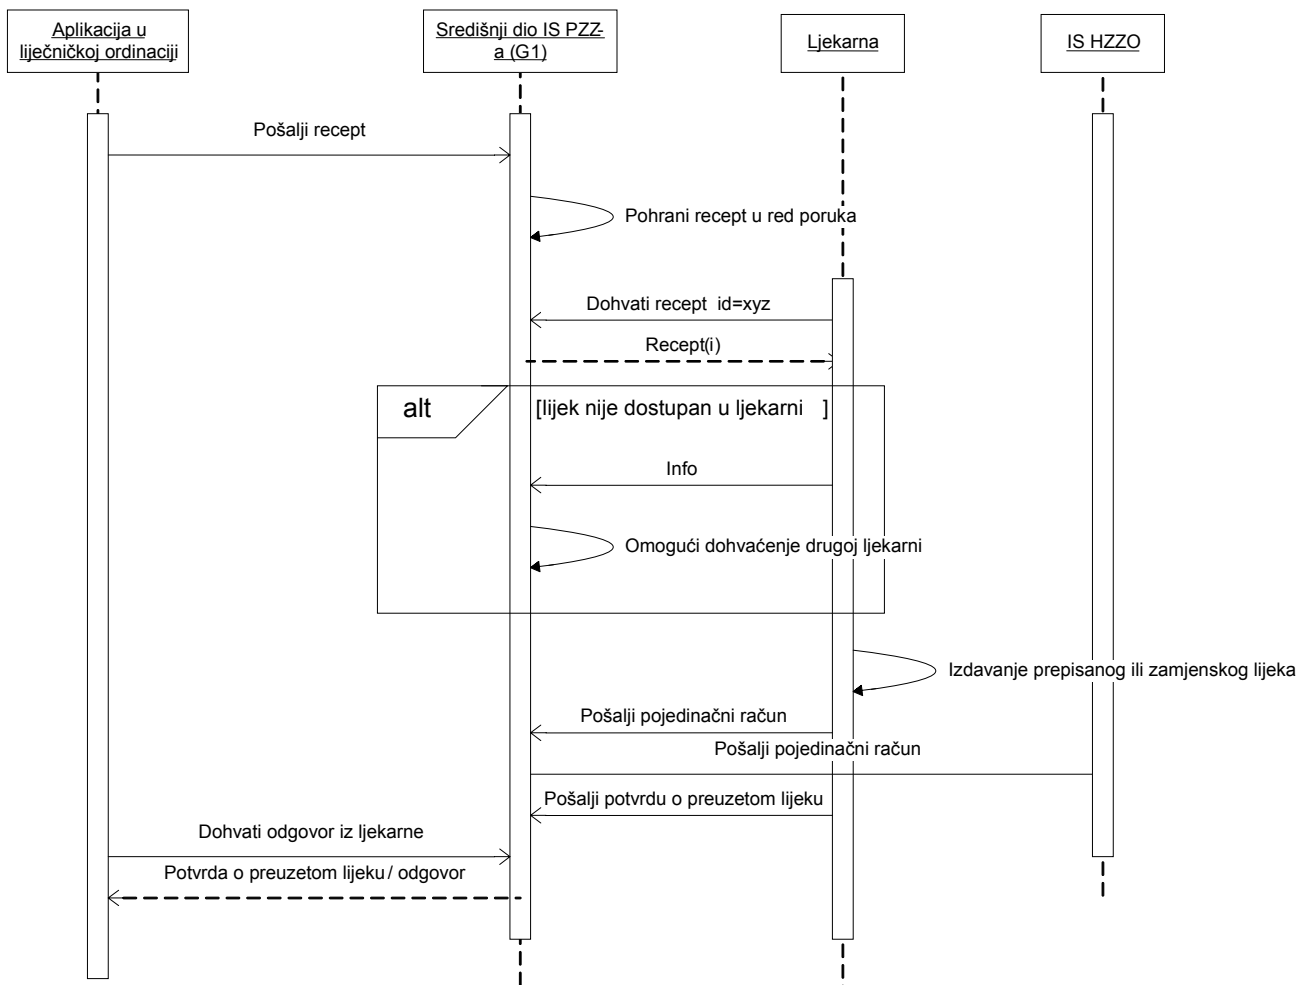 Aplikacija u
liječničkoj ordinaciji
Središnji dio IS PZZ-
a (G1)
Ljekarna
IS HZZO
Pošalji recept
Pohrani recept u red poruka
Dohvati recept id=xyz
Recept(i)
alt
[lijek nije dostupan u ljekarni ]
Info
Omogući dohvaćenje drugoj ljekarni
Izdavanje prepisanog ili zamjenskog lijeka
Pošalji pojedinačni račun
Pošalji pojedinačni račun
Pošalji potvrdu o preuzetom lijeku
Dohvati odgovor iz ljekarne
Potvrda o preuzetom lijeku / odgovor